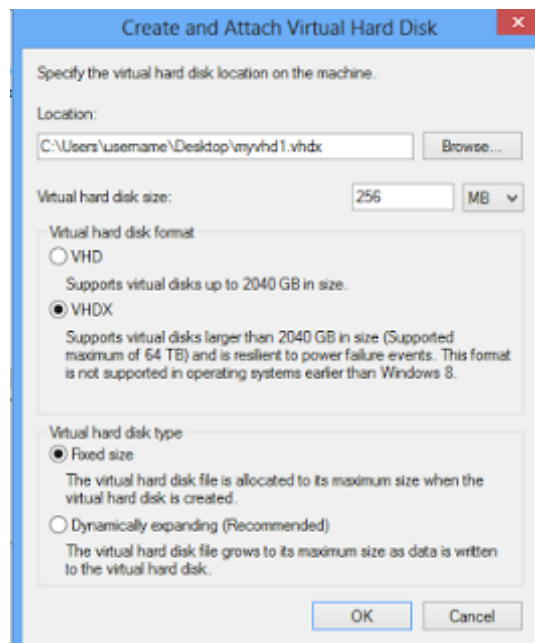 Create and Attach Virtual Hard Disk
Specify the virtual hard disk location on the machine.
Location:
C:\Users\username\Desktop\myvhd1.vhdx
Browse...
Virtual hard disk size:
256
MB
Virtual hard disk format
VHD
Supports virtual disks up to 2040 GB in size.
VHDX
Supports virtual disks larger than 2040 GB in size (Supported
maximum of 64 TB) and is resilient to power failure events. This format
is not supported in operating systems earlier than Windows 8.
Virtual hard disk type
Fixed size
The virtual hard disk file is allocated to its maximum size when the
virtual hard disk is created.
Dynamically expanding (Recommended)
The virtual hard disk file grows to its maximum size as data is written
to the virtual hard disk.
OK
Cancel